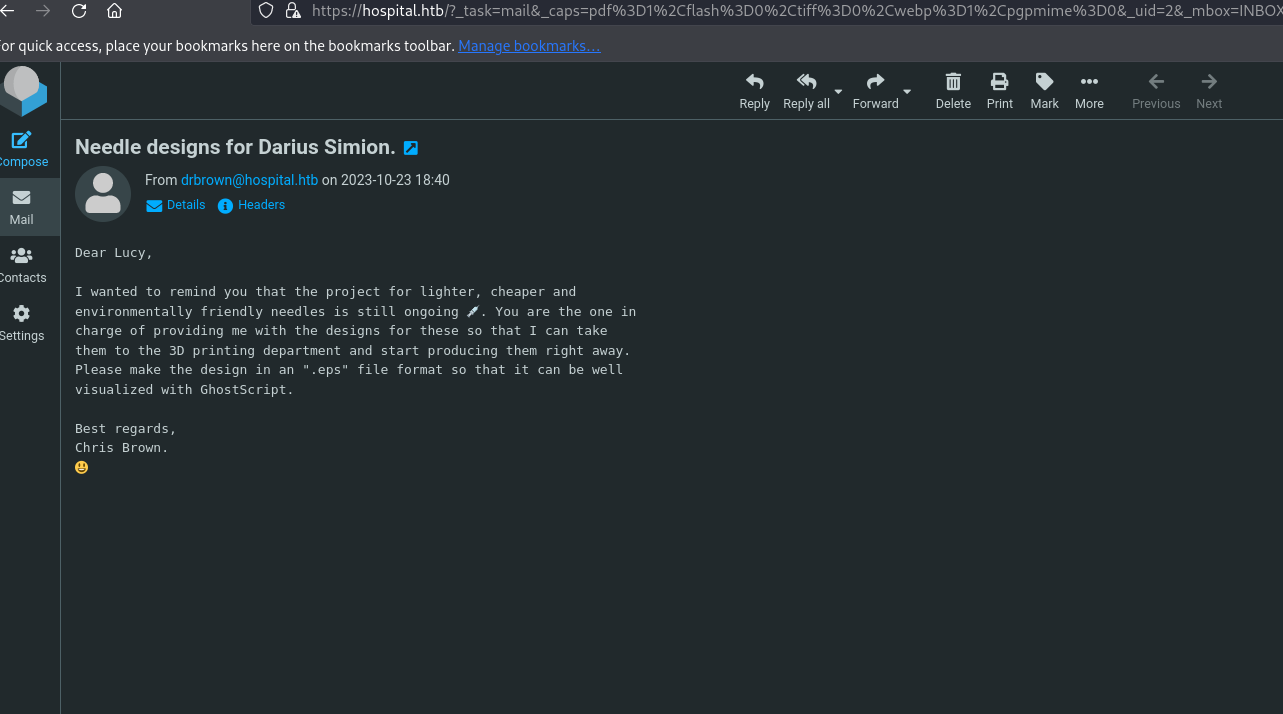 https://hospital.htb/?_task=mail&_caps=pdf%3D1%2Cflash%3D0%2Ctiff%3D0%2Cwebp%3D1%2Cpgpmime%3D0&_uid=2&_mbox=INBOX
For quick access, place your bookmarks here on the bookmarks toolbar. Manage bookmarks…
Reply
Reply all
Forward
Delete
Print
Mark
More
Previous
Next
Compose
Mail
Contacts
Settings
Needle designs for Darius Simion.
From drbrown@hospital.htb on 2023-10-23 18:40
Details Headers
Dear Lucy,
I wanted to remind you that the project for lighter, cheaper and
environmentally friendly needles is still ongoing 💉. You are the one in
charge of providing me with the designs for these so that I can take
them to the 3D printing department and start producing them right away.
Please make the design in an ".eps" file format so that it can be well
visualized with GhostScript.
Best regards,
Chris Brown.
😃